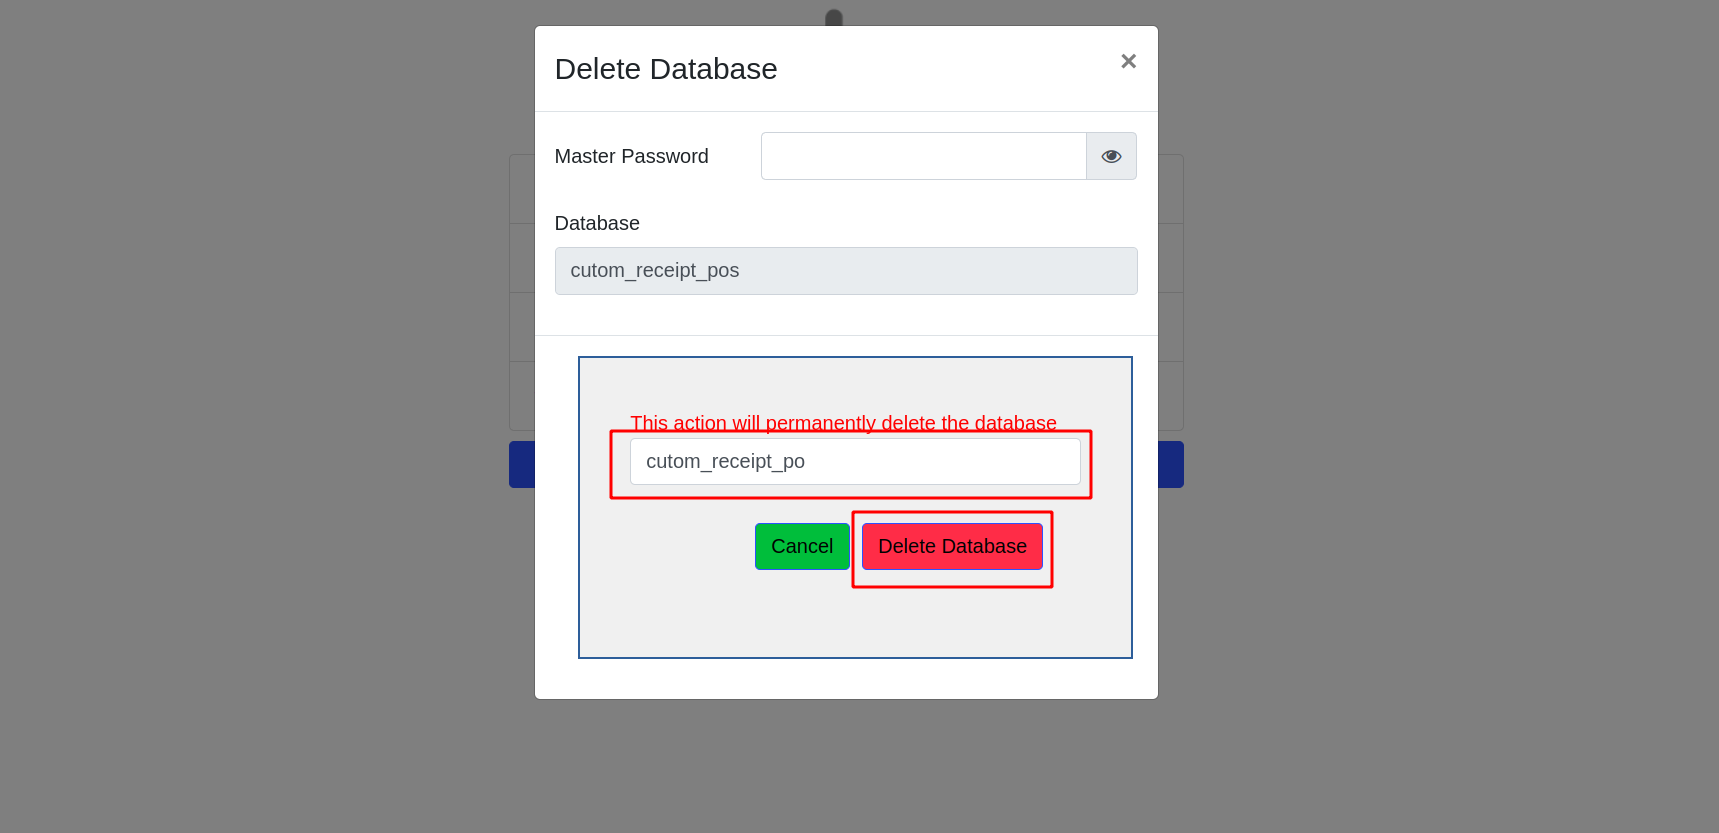 Delete Database ×
Master Password
Database
cutom_receipt_pos
This action will permanently delete the database
cutom_receipt_po
Cancel Delete Database